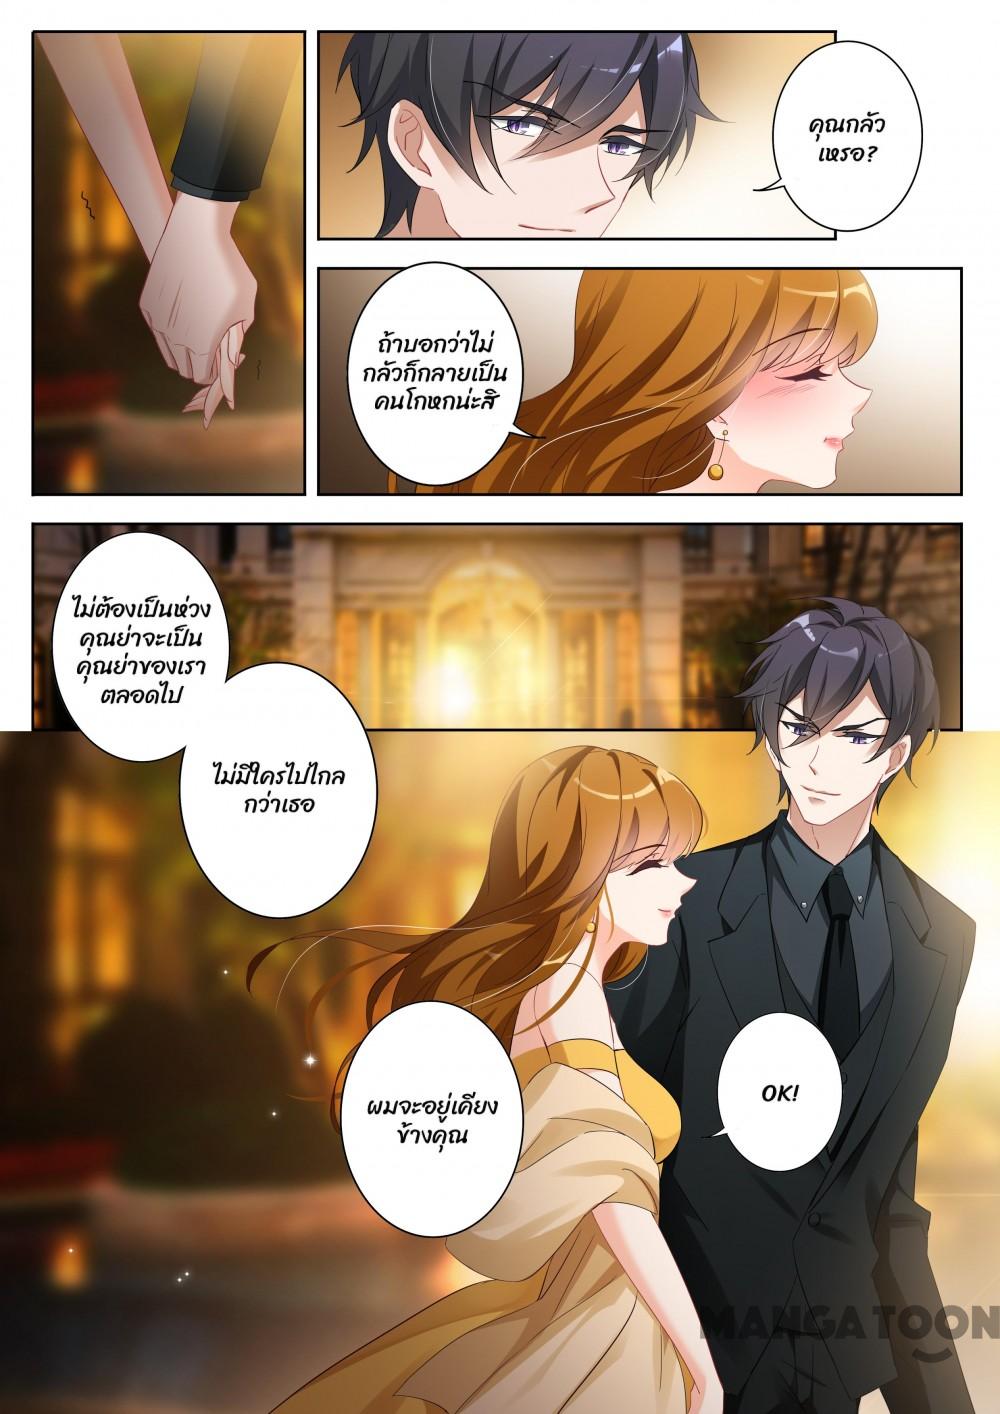 คุณกลัว
เหรอ?
ถ้าบอกว่าไม่
กลัวก็กลายเป็น
คนโกหกน่ะสิ
ไม่ต้องเป็นห่วง
คุณย่าจะเป็น
คุณย่าของเรา
ตลอดไป
ไม่มีใครไปไกล
กว่าเธอ
ผมจะอยู่เคียง
ข้างคุณ
OK!
MANGATOON